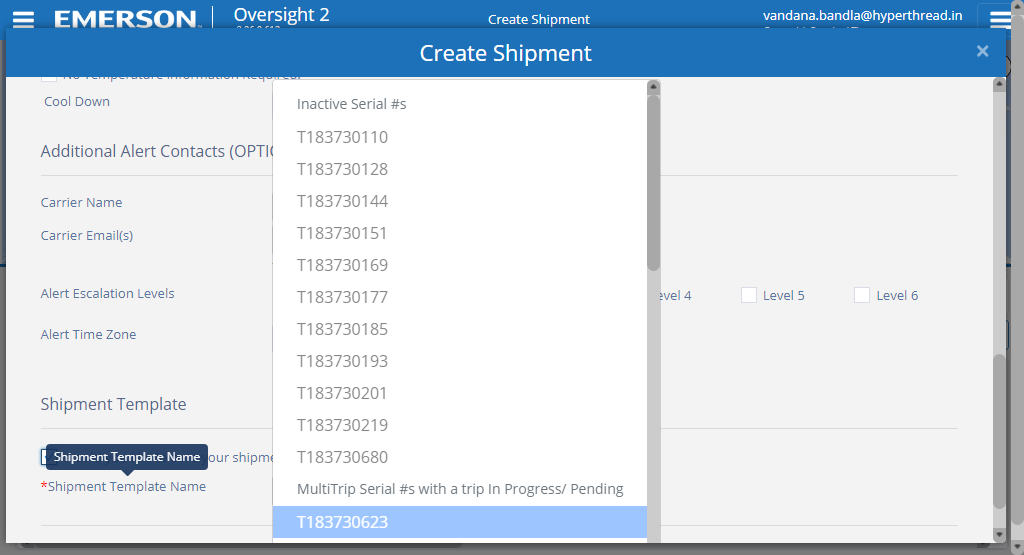 EMERSON
Oversight 2
Create Shipment
vandana.bandla@hyperthread.in
Create Shipment
×
No Temperature Information Required.
Cool Down
Inactive Serial #s
T183730110
Additional Alert Contacts (OPTIO
T183730128
Carrier Name
T183730144
Carrier Email(s)
T183730151
T183730169
Alert Escalation Levels
T183730177
evel 4
Level 5
Level 6
Alert Time Zone
T183730185
T183730193
T183730201
Shipment Template
T183730219
Shipment Template Name
our shipme
T183730680
*Shipment Template Name
MultiTrip Serial #s with a trip In Progress/ Pending
T183730623